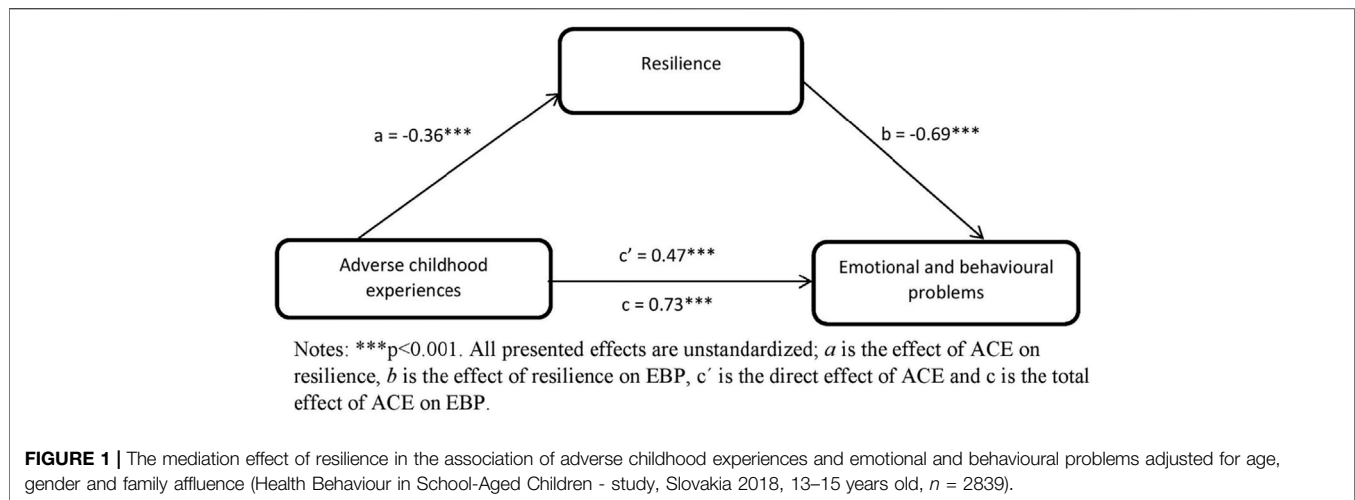 Resilience
a = -0.36***
b = -0.69***
Adverse childhood
experiences
c’ = 0.47***
c = 0.73***
Emotional and behavioural
problems
Notes: ***p<0.001. All presented effects are unstandardized; a is the effect of ACE on
resilience, b is the effect of resilience on EBP, c´ is the direct effect of ACE and c is the total
effect of ACE on EBP.
FIGURE 1 | The mediation effect of resilience in the association of adverse childhood experiences and emotional and behavioural problems adjusted for age,
gender and family affluence (Health Behaviour in School-Aged Children - study, Slovakia 2018, 13–15 years old, n = 2839).